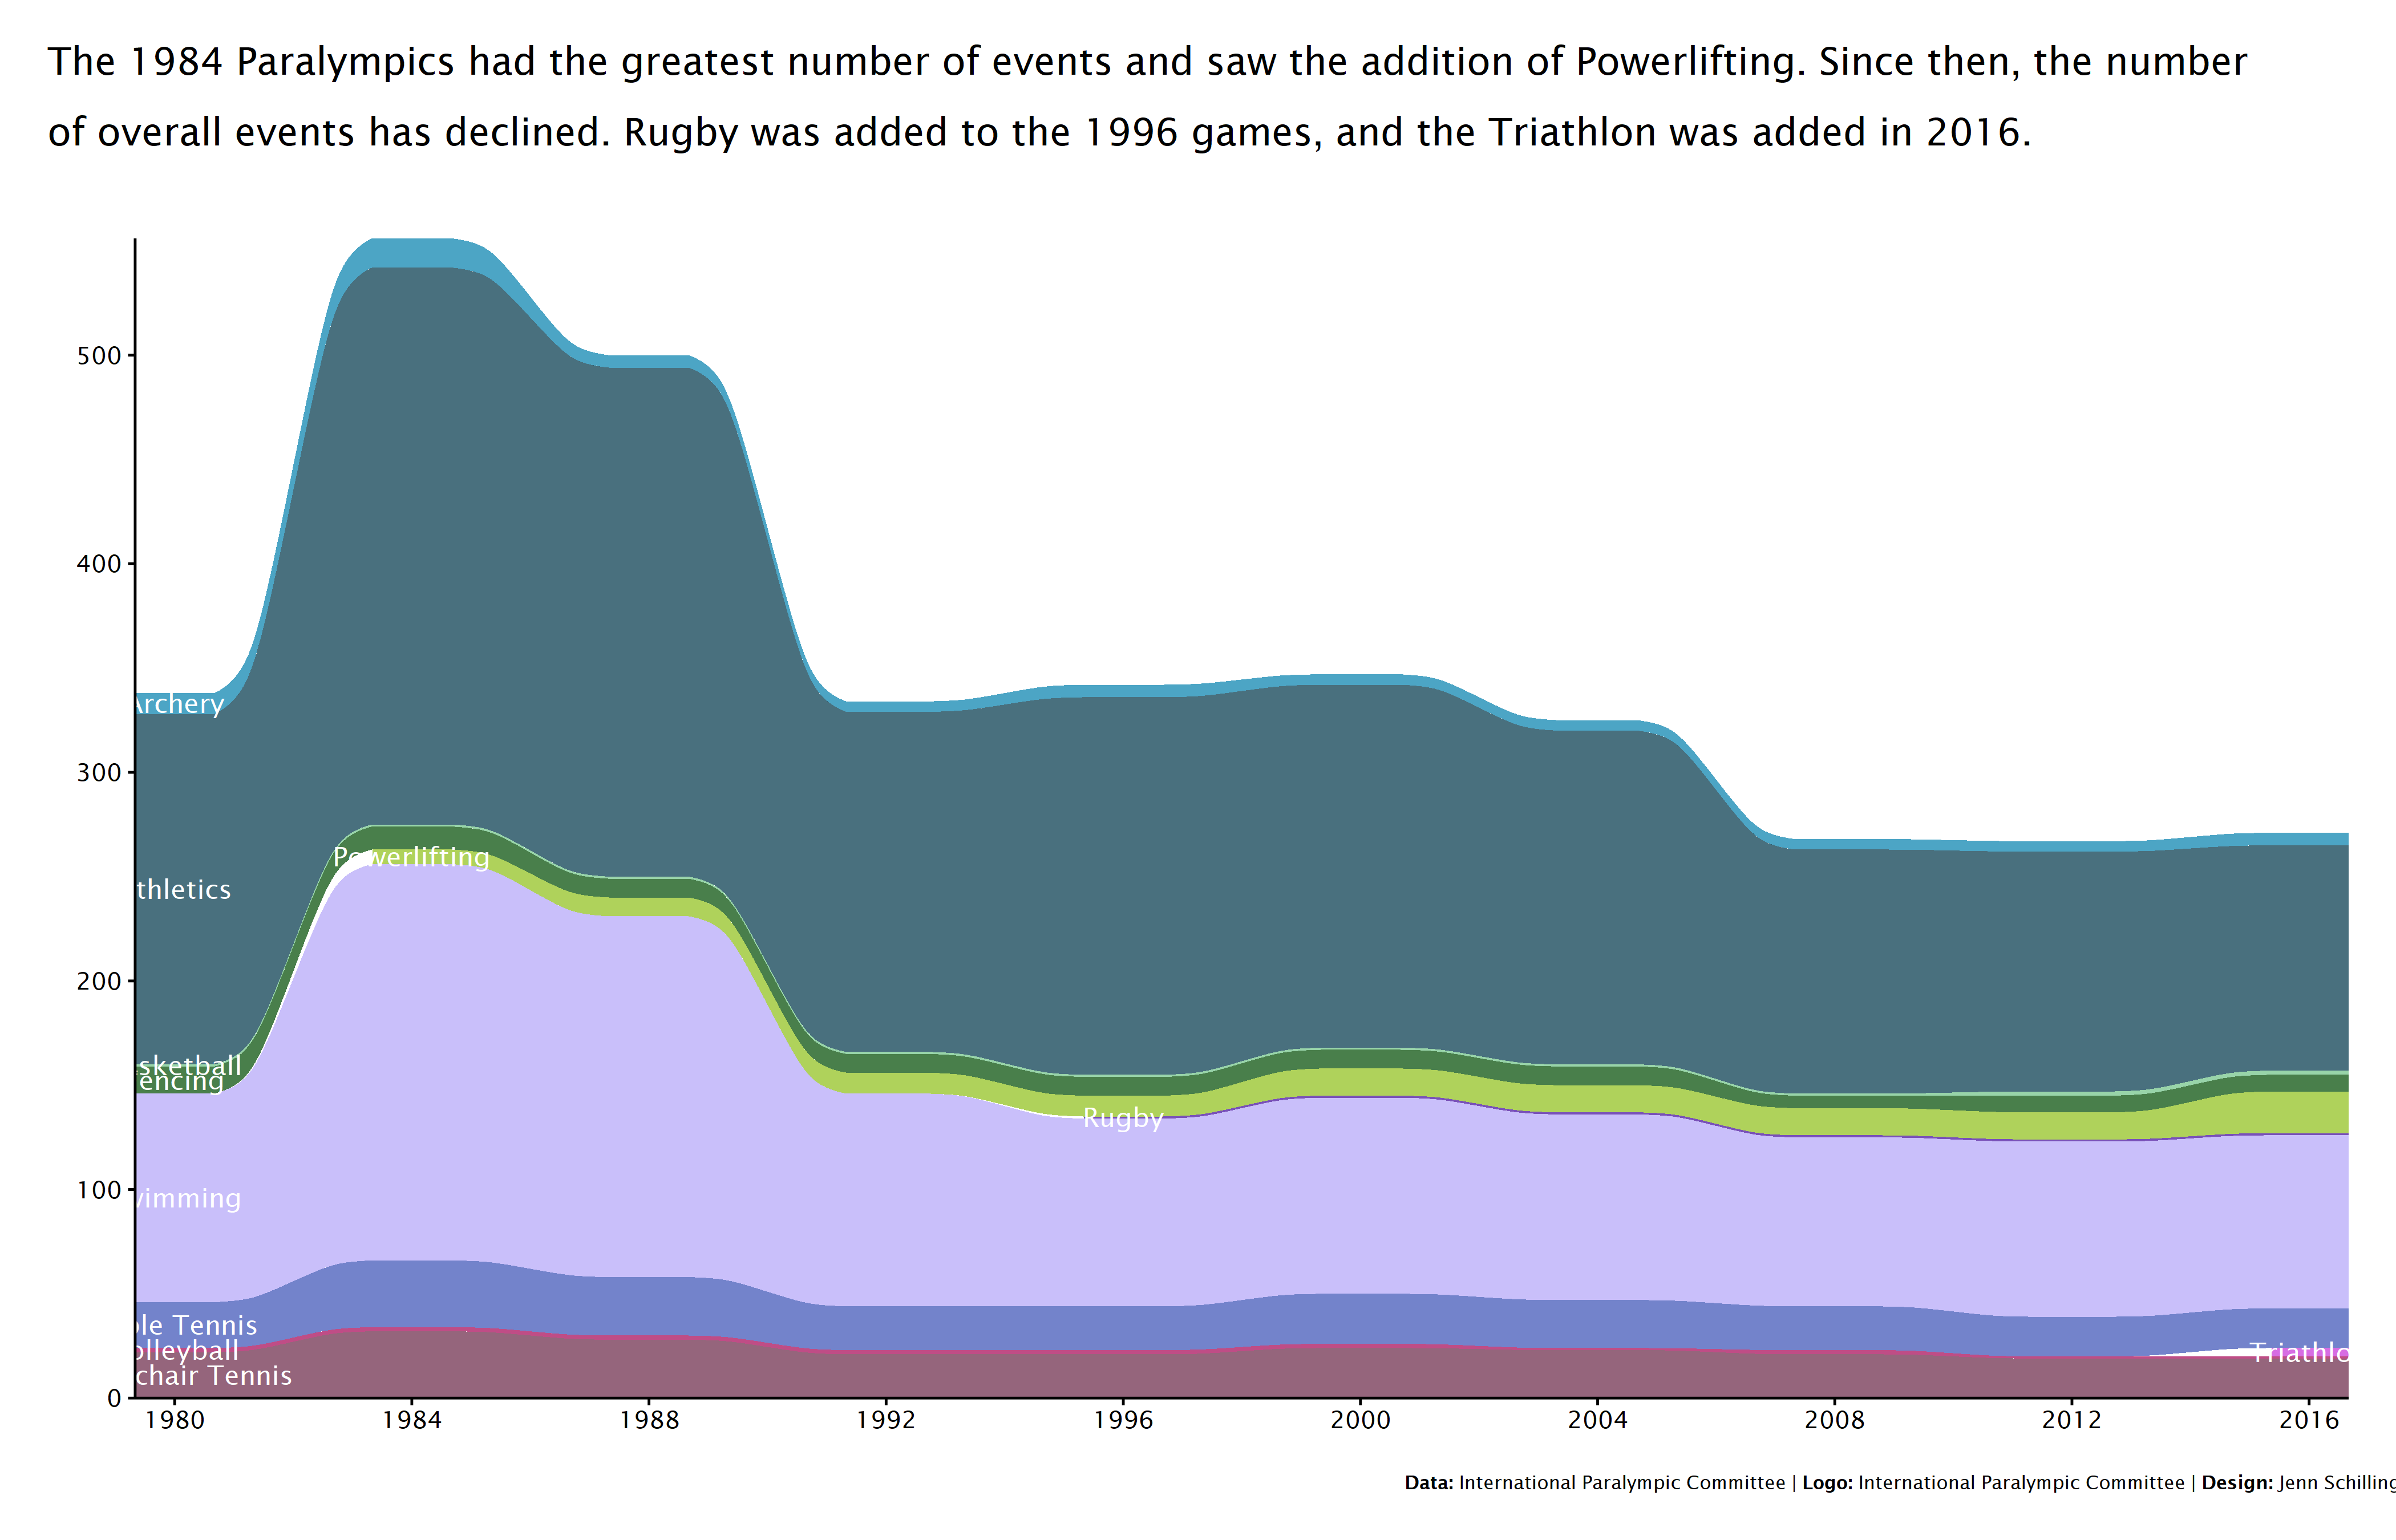 The 1984 Paralympics had the greatest number of events and saw the addition of Powerlifting. Since then, the number
of overall events has declined. Rugby was added to the 1996 games, and the Triathlon was added in 2016.
500
400
300
200
100
0
Archery
thletics
sketball
encing
Powerlifting
Rugby
vimming
ole Tennis
olleyball
chair Tennis
Triathlo
1980 1984 1988 1992 1996 2000 2004 2008 2012 2016
Data: International Paralympic Committee | Logo: International Paralympic Committee | Design: Jenn Schilling